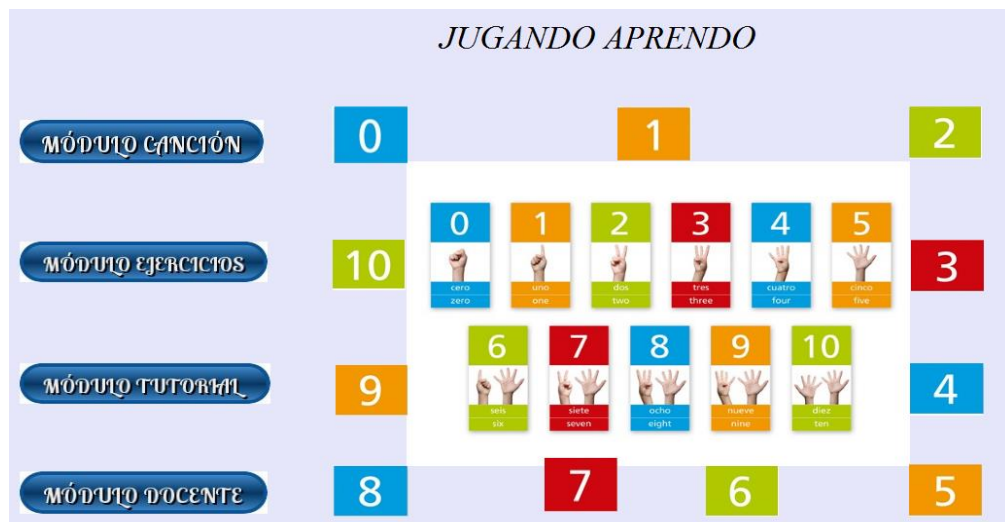 JUGANDO APRENDO
MÓDULO CANCIÓN
0 1 2
MÓDULO EJERCICIOS
10
0 1 2 3 4 5
cero uno dos tres cuatro cinco
zero one two three four five
3
MÓDULO TUTORIAL
9
6 7 8 9 10
seis siete ocho nueve diez
six seven eight nine ten
4
MÓDULO DOCENTE
8 7 6 5